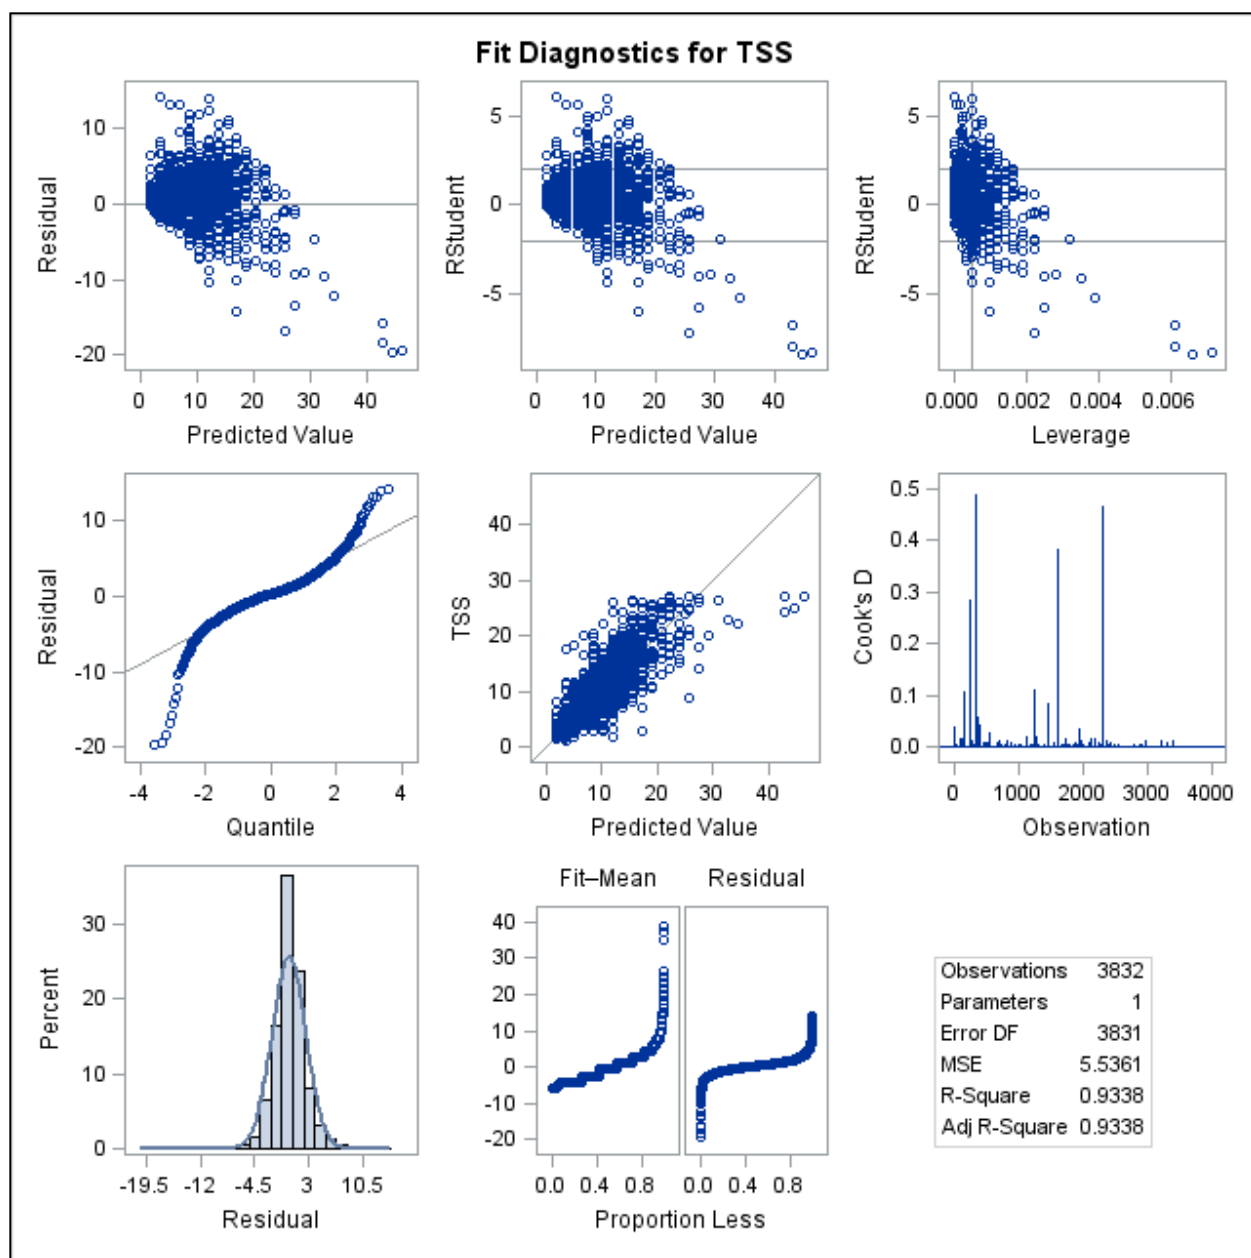 Fit Diagnostics for TSS
10
0
-10
-20
Residual
0 10 20 30 40
Predicted Value
5
0
-5
RStudent
0 10 20 30 40
Predicted Value
5
0
-5
RStudent
0.000 0.002 0.004 0.006
Leverage
10
0
-10
-20
Residual
-4 -2 0 2 4
Quantile
40
30
20
10
0
TSS
0 10 20 30 40
Predicted Value
0.5
0.4
0.3
0.2
0.1
0.0
Cook's D
0 1000 2000 3000 4000
Observation
30
20
10
0
Percent
-19.5 -12 -4.5 3 10.5
Residual
Fit–Mean Residual
40
30
20
10
0
-10
-20
0.0 0.4 0.8 0.0 0.4 0.8
Proportion Less
Observations 3832
Parameters 1
Error DF 3831
MSE 5.5361
R-Square 0.9338
Adj R-Square 0.9338